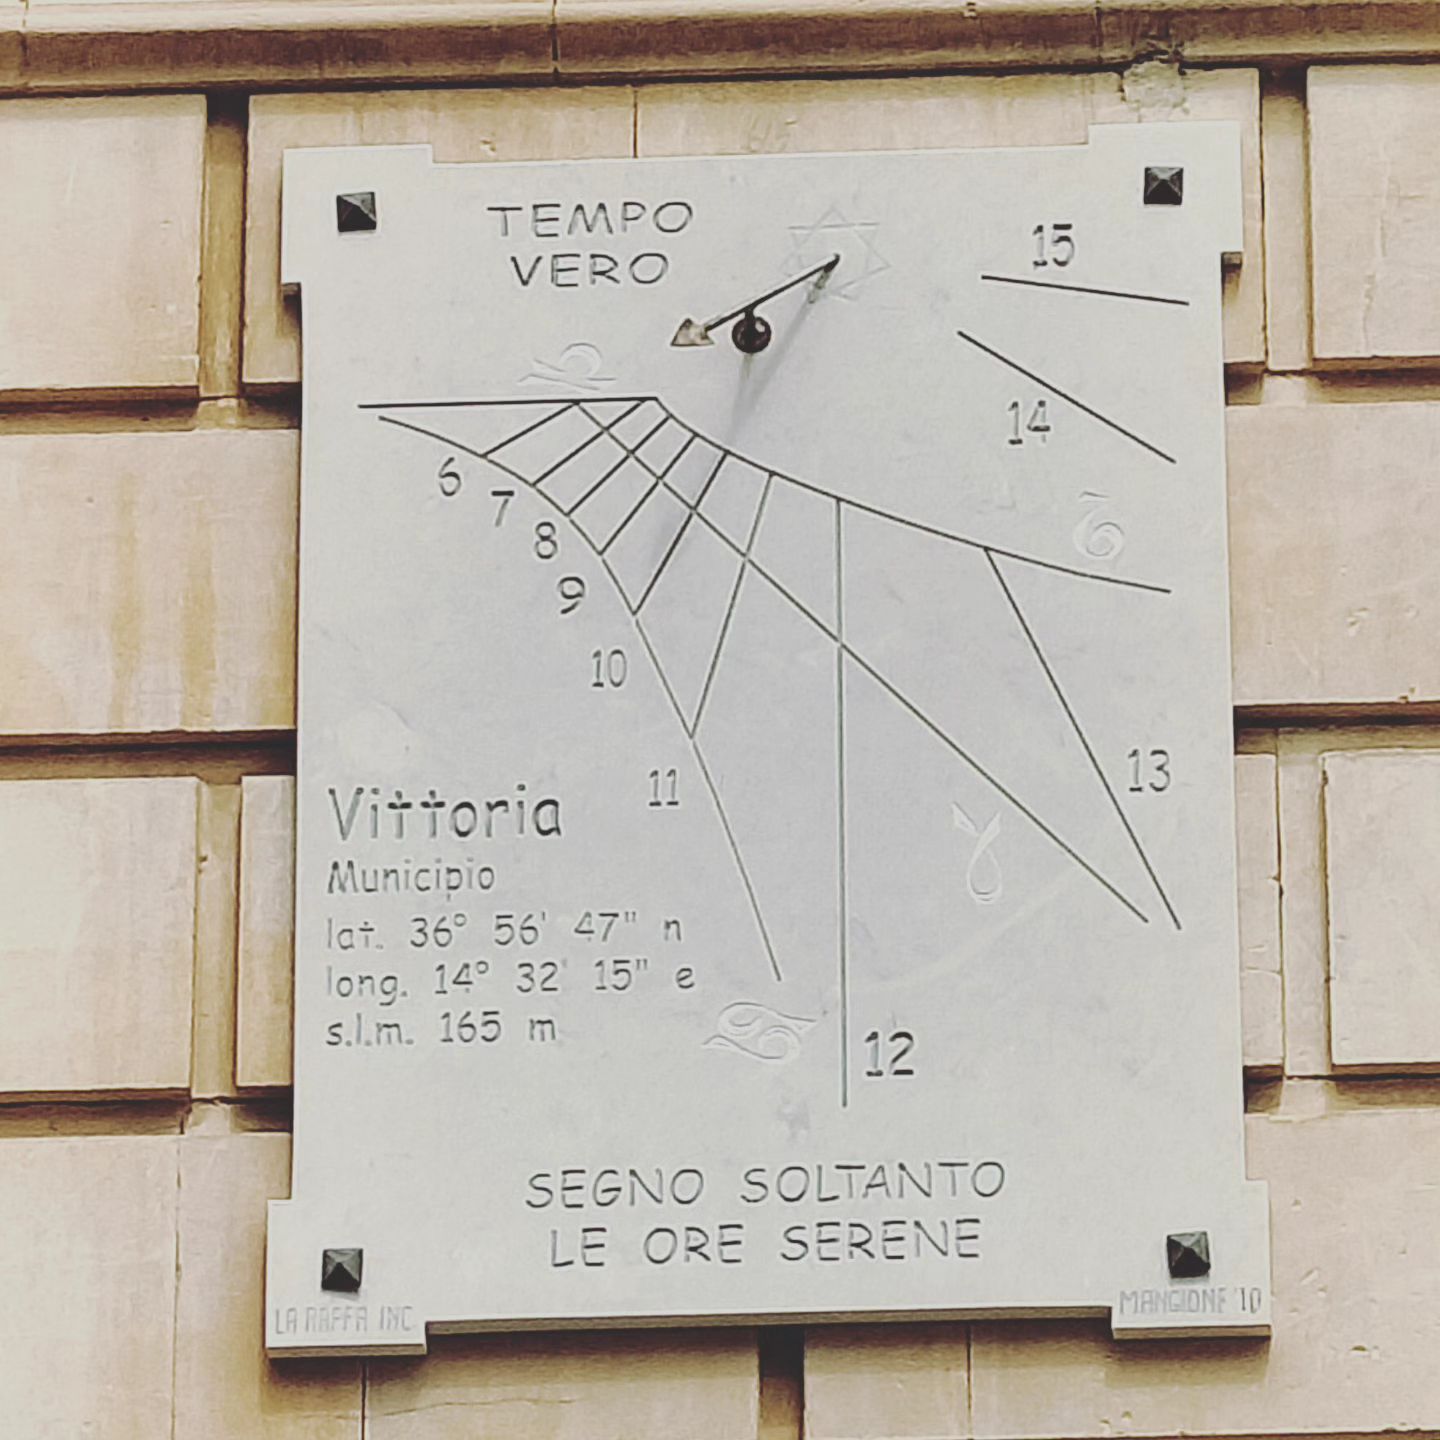 TEMPO
VERO
15
14
6
7
8
9
10
11
13
12
Vittoria
Municipio
lat. 36° 56' 47" n
long. 14° 32' 15" e
s.l.m. 165 m
SEGNO SOLTANTO
LE ORE SERENE
LA RAFFA INC.
MANGIONE '10